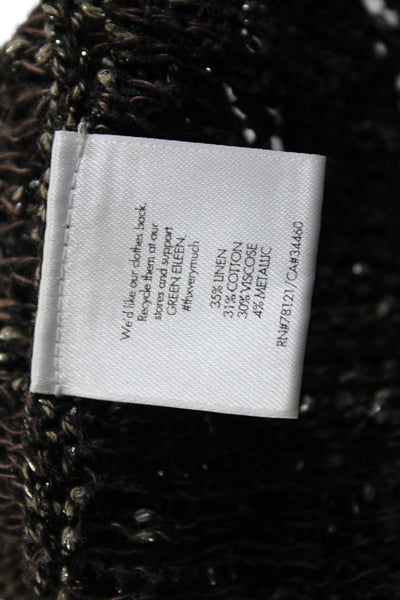 We'd like our clothes back.
Recycle them at our
stores and support
GREEN EILEEN.
#thxverymuch
35% LINEN
31% COTTON
30% VISCOSE
4% METALLIC
RN#78121/CA#34460